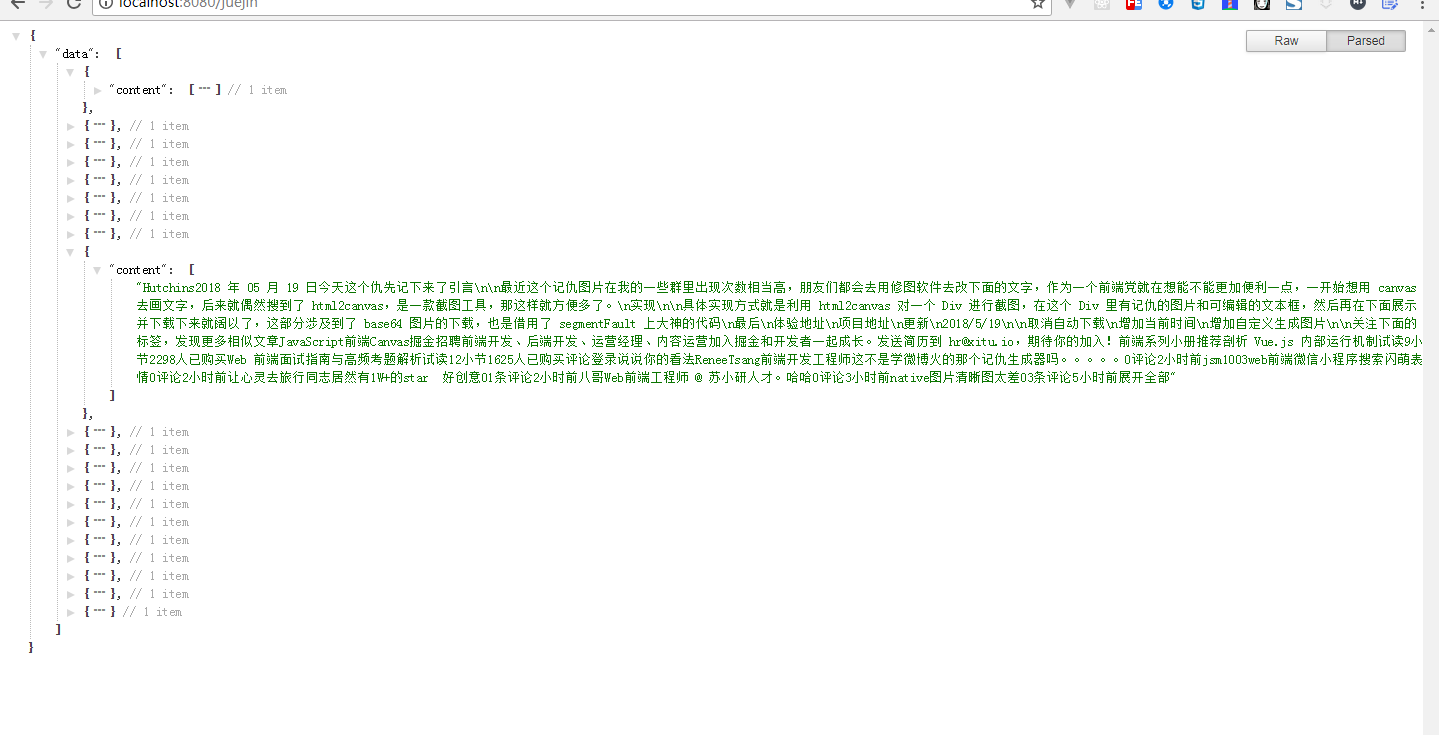 localhost:8080/juejin
Raw Parsed
{
"data": [
{
"content": [ ] // 1 item
},
{ }, // 1 item
{ }, // 1 item
{ }, // 1 item
{ }, // 1 item
{ }, // 1 item
{ }, // 1 item
{ }, // 1 item
{
"content": [
"Hutchins2018 年 05 月 19 日今天这个仇先记下来了引言\n\n最近这个记仇图片在我的一些群里出现次数相当高，朋友们都会去用修图软件去改下面的文字，作为一个前端党就在想能不能更加便利一点，一开始想用 canvas
去画文字，后来就偶然搜到了 html2canvas，是一款截图工具，那这样就方便多了。\n实现\n\n具体实现方式就是利用 html2canvas 对一个 Div 进行截图，在这个 Div 里有记仇的图片和可编辑的文本框，然后再在下面展示
并下载下来就阔以了，这部分涉及到了 base64 图片的下载，也是借用了 segmentFault 上大神的代码\n最后\n体验地址\n项目地址\n更新\n2018/5/19\n\n取消自动下载\n增加当前时间\n增加自定义生成图片\n\n关注下面的
标签，发现更多相似文章JavaScript前端Canvas掘金招聘前端开发、后端开发、运营经理、内容运营加入掘金和开发者一起成长。发送简历到 hr@xitu.io，期待你的加入！前端系列小册推荐剖析 Vue.js 内部运行机制试读9小
节2298人已购买Web 前端面试指南与高频考题解析试读12小节1625人已购买评论登录说说你的看法ReneeTsang前端开发工程师这不是学微博火的那个记仇生成器吗。。。。。0评论2小时前jsm1003web前端微信小程序搜索闪萌表
情0评论2小时前让心灵去旅行同志居然有1W+的star  好创意01条评论2小时前八哥Web前端工程师 @ 苏小研人才。哈哈0评论3小时前native图片清晰图太差03条评论5小时前展开全部"
]
},
{ }, // 1 item
{ }, // 1 item
{ }, // 1 item
{ }, // 1 item
{ }, // 1 item
{ }, // 1 item
{ }, // 1 item
{ }, // 1 item
{ }, // 1 item
{ }, // 1 item
{ } // 1 item
]
}